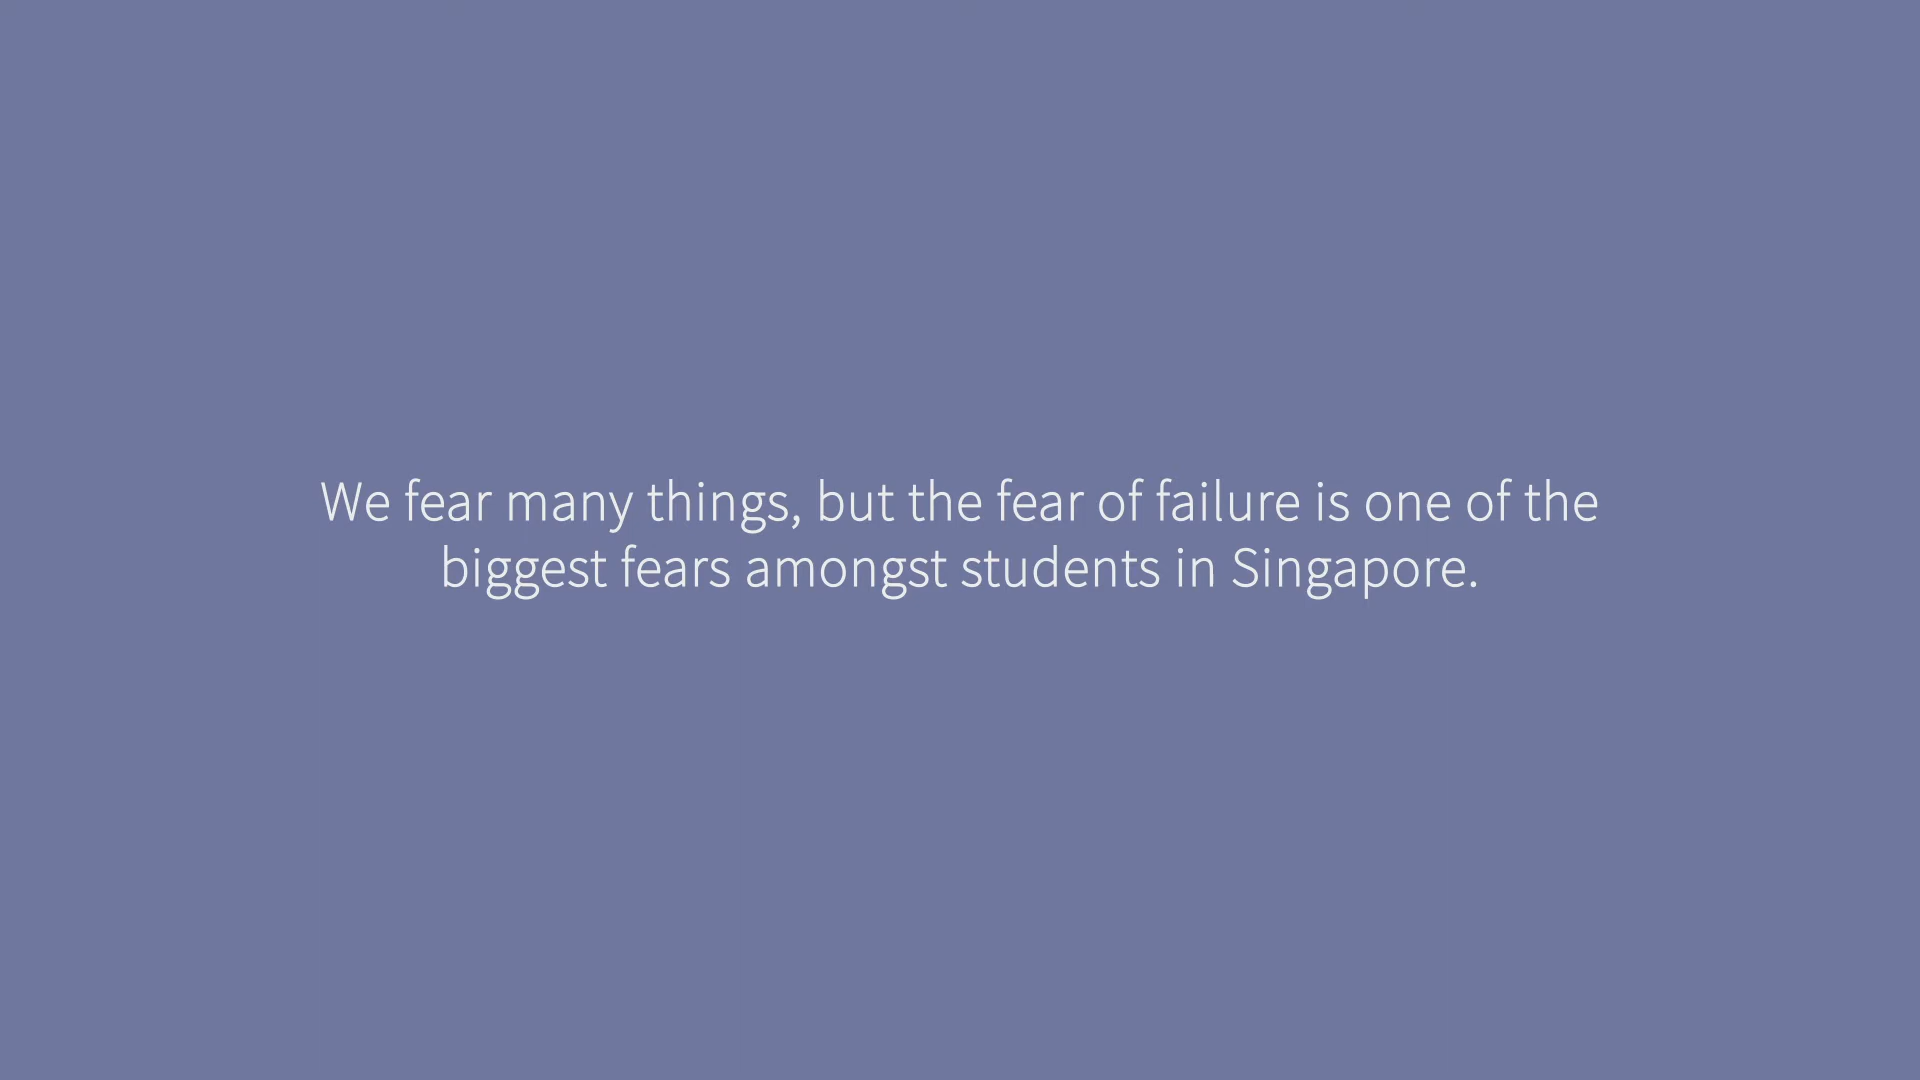 We fear many things, but the fear of failure is one of the
biggest fears amongst students in Singapore.